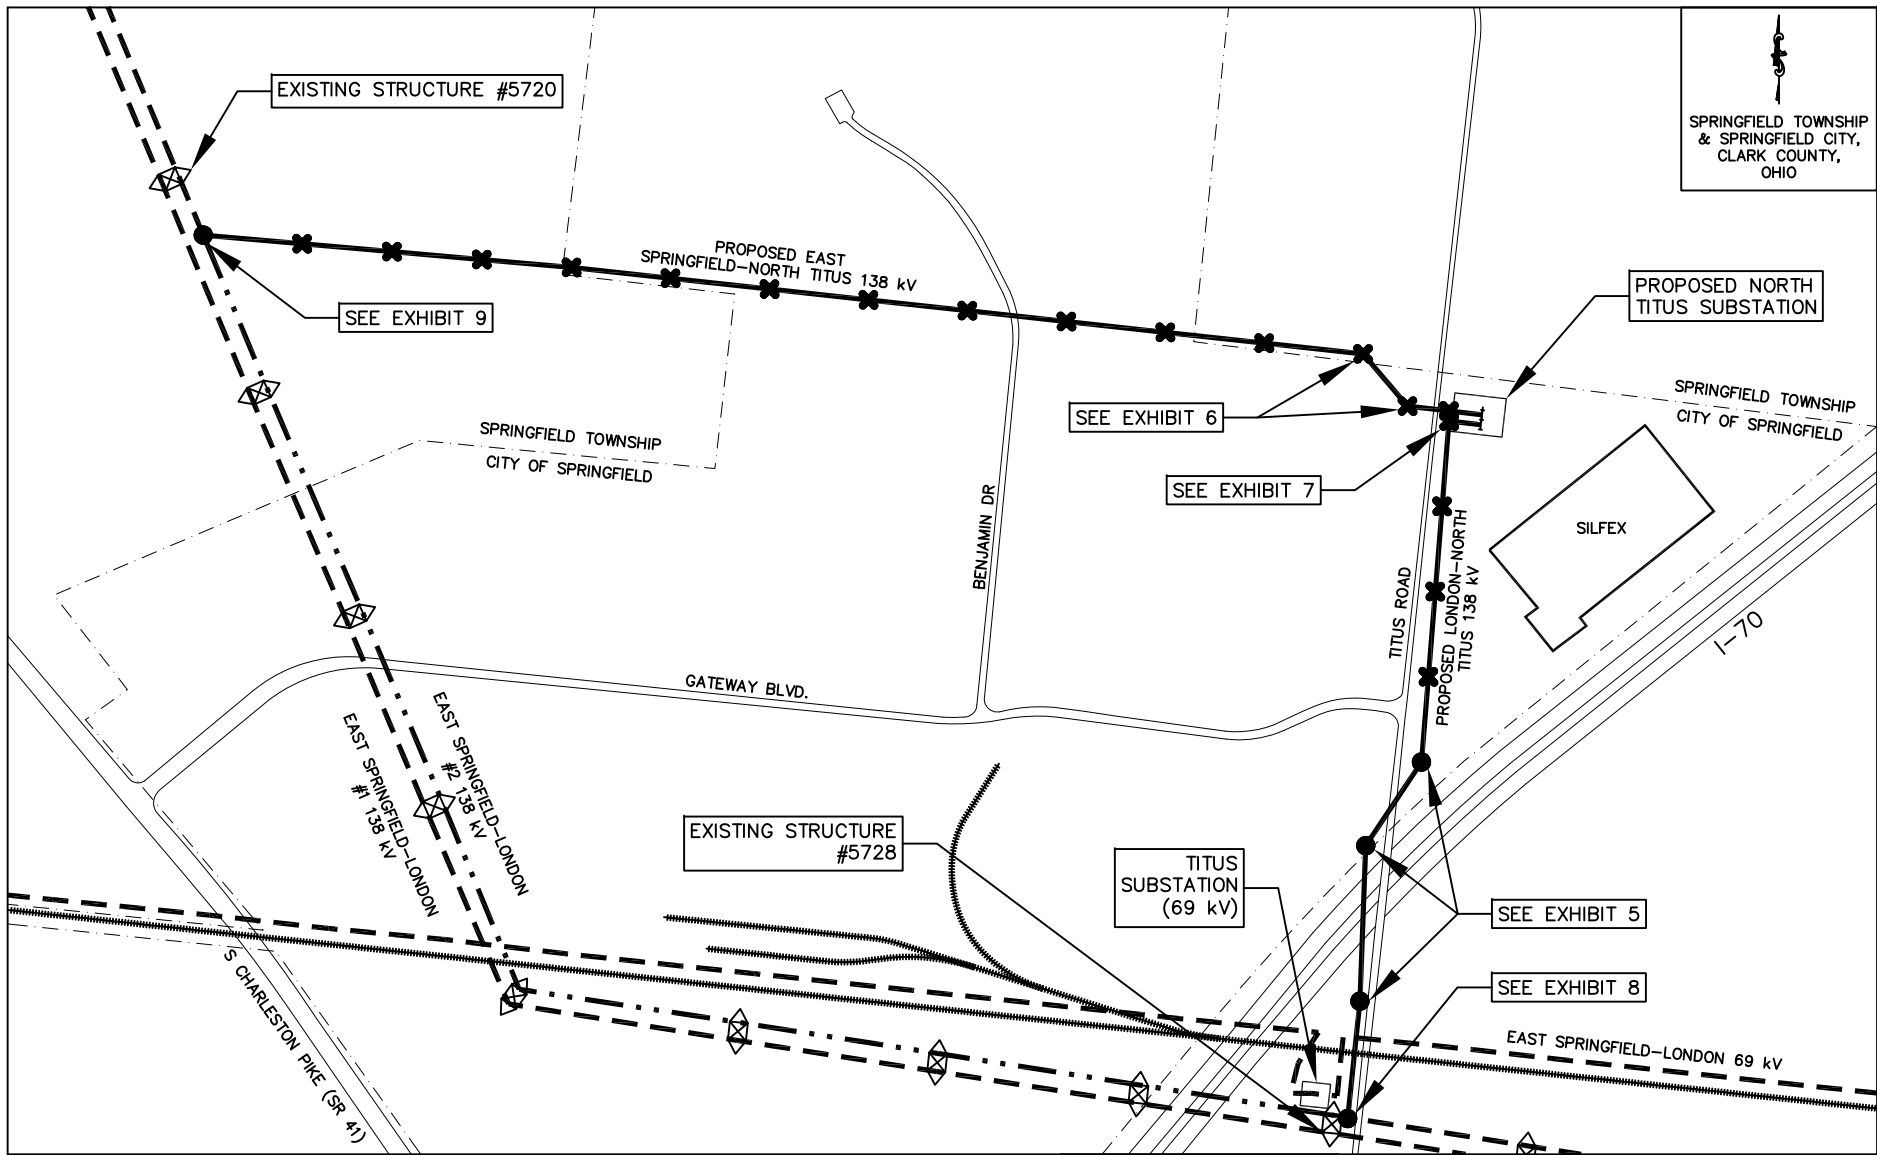 EXISTING STRUCTURE #5720
SPRINGFIELD TOWNSHIP
& SPRINGFIELD CITY,
CLARK COUNTY,
OHIO
PROPOSED EAST
SPRINGFIELD-NORTH TITUS 138 kV
PROPOSED NORTH
TITUS SUBSTATION
SEE EXHIBIT 9
SEE EXHIBIT 6
SPRINGFIELD TOWNSHIP
CITY OF SPRINGFIELD
SPRINGFIELD TOWNSHIP
CITY OF SPRINGFIELD
SEE EXHIBIT 7
BENJAMIN DR
SILFEX
TITUS ROAD
PROPOSED LONDON-NORTH
TITUS 138 kV
I-70
GATEWAY BLVD.
EAST SPRINGFIELD-LONDON
#2 138 kV
EAST SPRINGFIELD-LONDON
#1 138 kV
EXISTING STRUCTURE
#5728
TITUS
SUBSTATION
(69 kV)
SEE EXHIBIT 5
SEE EXHIBIT 8
S CHARLESTON PIKE (SR 41)
EAST SPRINGFIELD-LONDON 69 kV